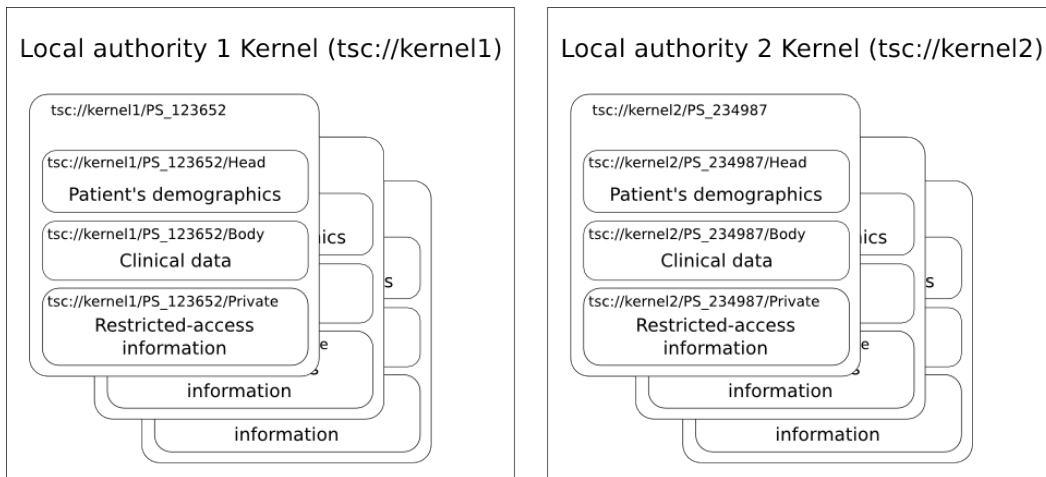 Local authority 1 Kernel (tsc://kernel1)
tsc://kernel1/PS_123652
tsc://kernel1/PS_123652/Head
Patient's demographics
tsc://kernel1/PS_123652/Body
Clinical data
tsc://kernel1/PS_123652/Private
Restricted-access
information
information
information
Local authority 2 Kernel (tsc://kernel2)
tsc://kernel2/PS_234987
tsc://kernel2/PS_234987/Head
Patient's demographics
tsc://kernel2/PS_234987/Body
Clinical data
tsc://kernel2/PS_234987/Private
Restricted-access
information
information
information